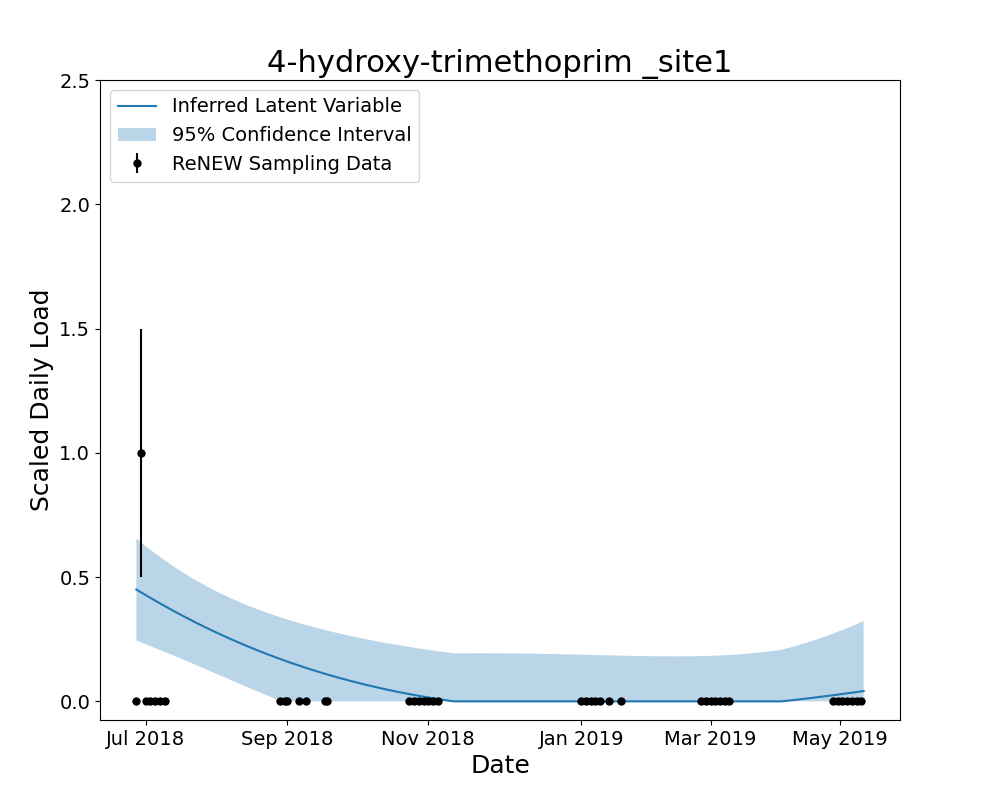 4-hydroxy-trimethoprim _site1
Inferred Latent Variable
95% Confidence Interval
ReNEW Sampling Data
2.5
2.0
1.5
1.0
0.5
0.0
Scaled Daily Load
Jul 2018
Sep 2018
Nov 2018
Jan 2019
Mar 2019
May 2019
Date